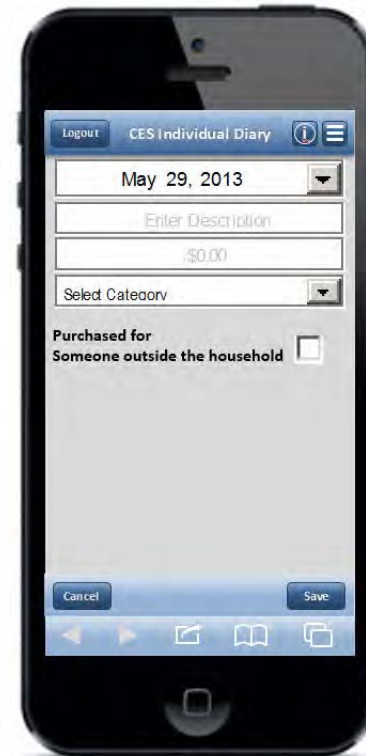 Logout CES Individual Diary
May 29, 2013
Enter Description
$0.00
Select Category
Purchased for
Someone outside the household
Cancel Save